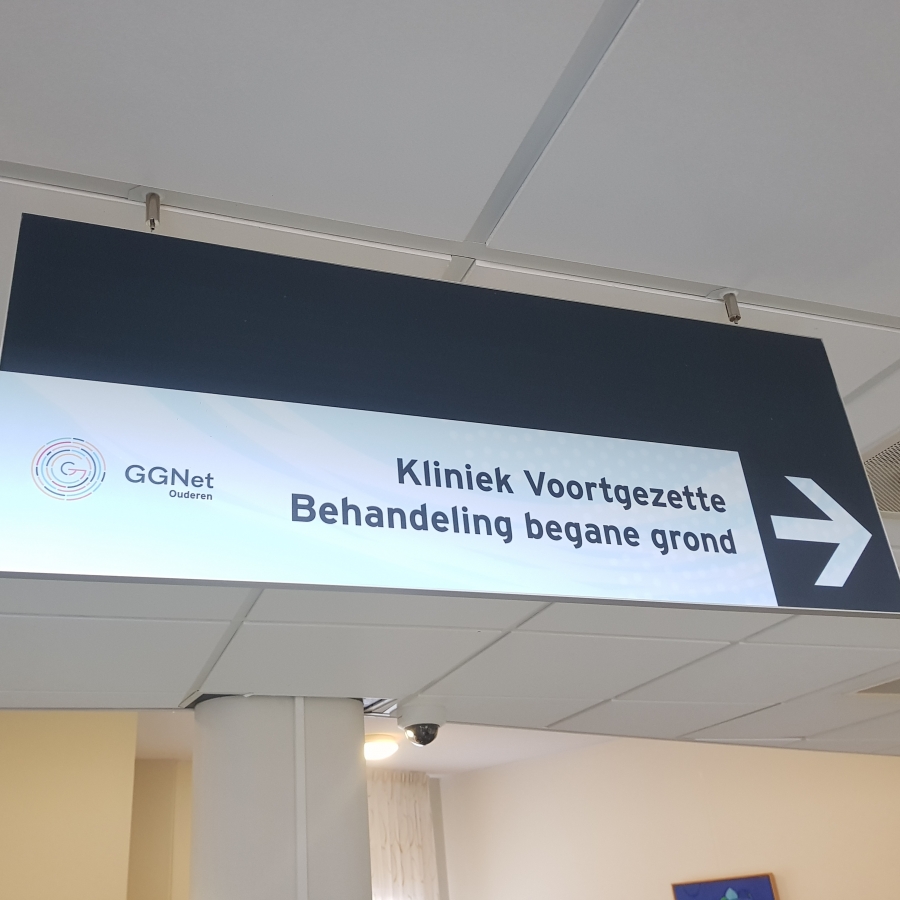 GGNet
Ouderen
Kliniek Voortgezette
Behandeling begane grond